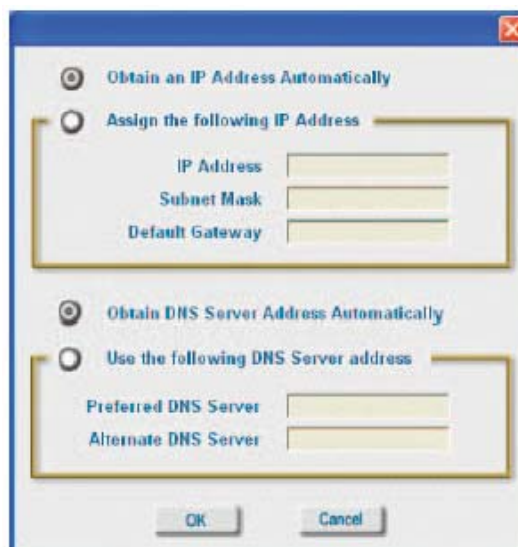 Obtain an IP Address Automatically
Assign the following IP Address
IP Address
Subnet Mask
Default Gateway
Obtain DNS Server Address Automatically
Use the following DNS Server address
Preferred DNS Server
Alternate DNS Server
OK Cancel